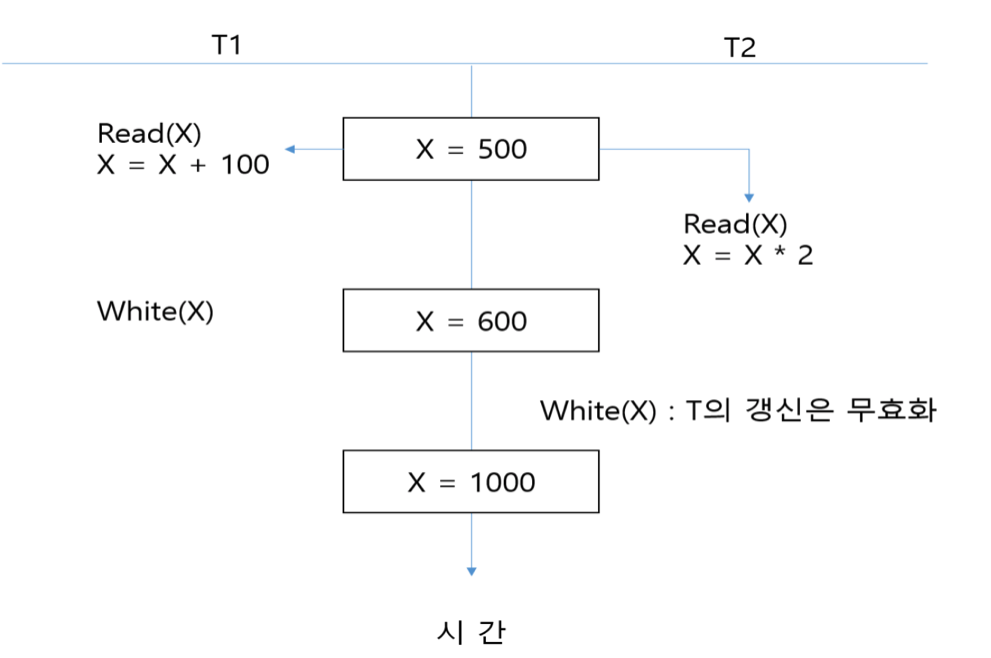 T1
T2
Read(X)
X = X + 100
X = 500
Read(X)
X = X * 2
White(X)
X = 600
White(X) : T의 갱신은 무효화
X = 1000
시 간